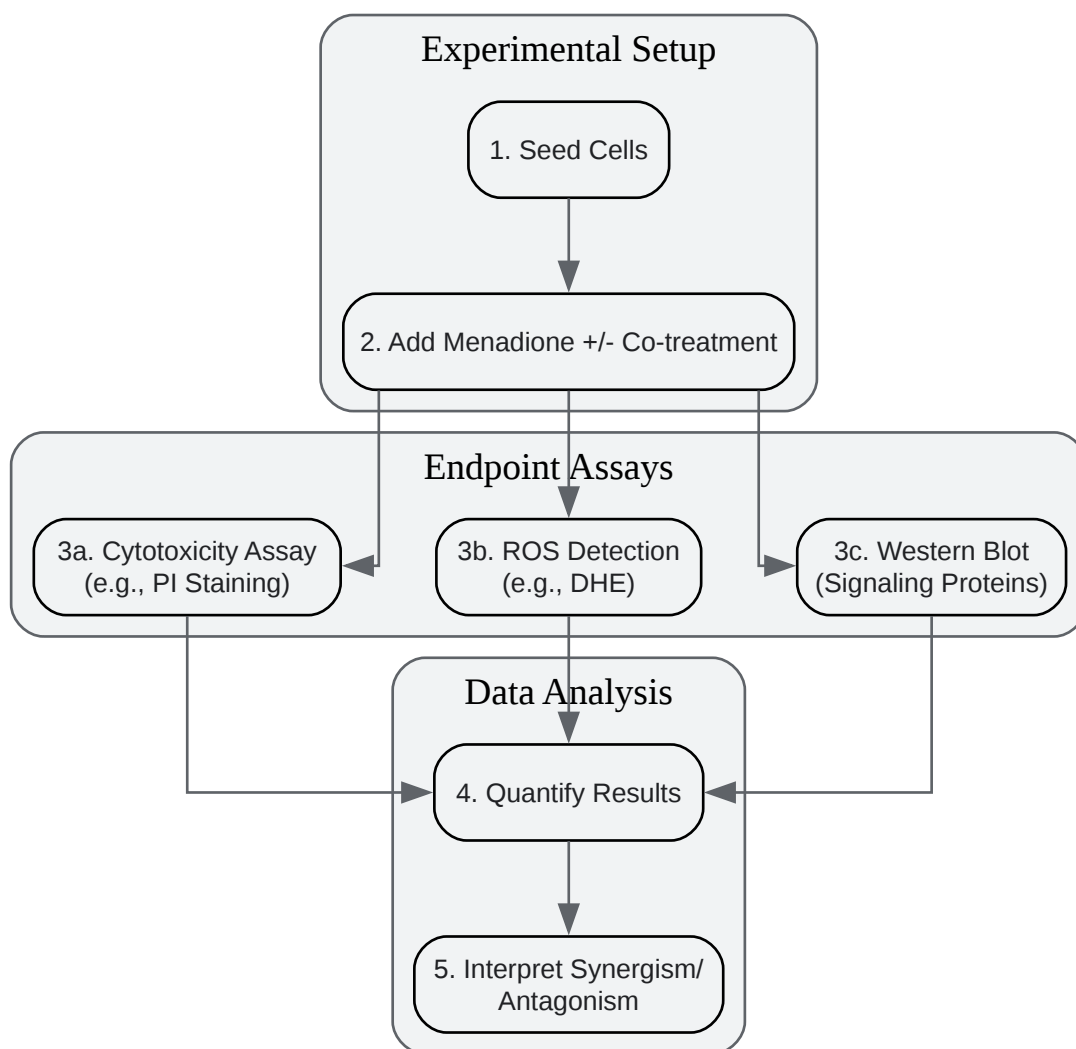 Experimental Setup
1. Seed Cells
2. Add Menadione +/- Co-treatment
Endpoint Assays
3a. Cytotoxicity Assay
(e.g., PI Staining)
3b. ROS Detection
(e.g., DHE)
3c. Western Blot
(Signaling Proteins)
Data Analysis
4. Quantify Results
5. Interpret Synergism/
Antagonism